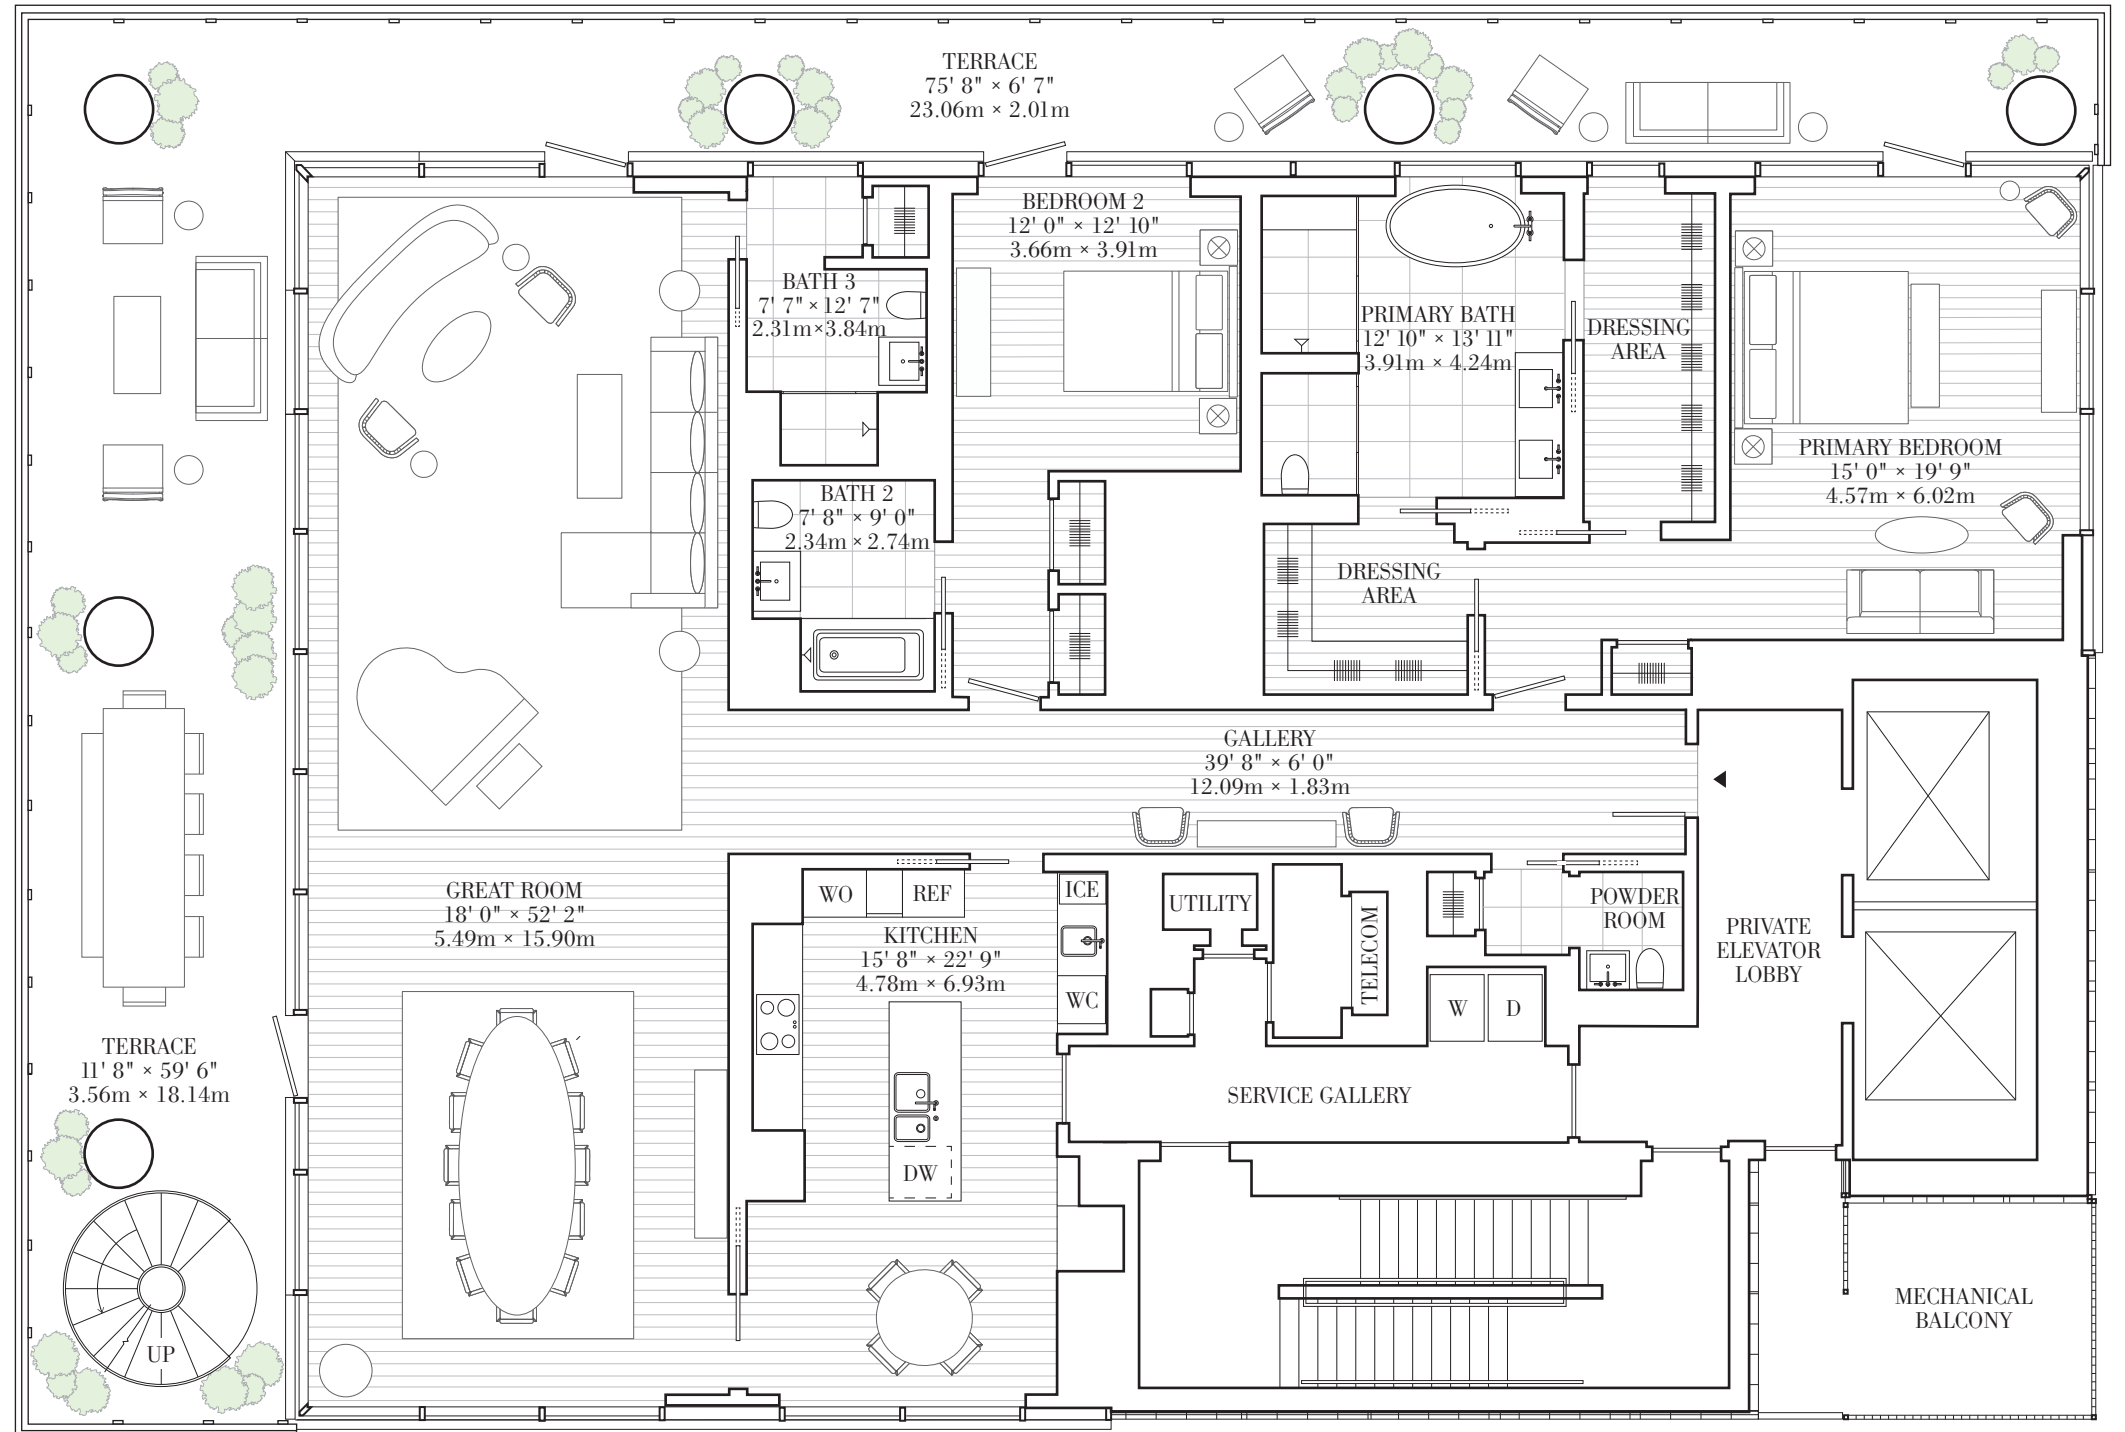 TERRACE
75' 8" × 6' 7"
23.06m × 2.01m
BEDROOM 2
12' 0" × 12' 10"
3.66m × 3.91m
BATH 3
7' 7" × 12' 7"
2.31m×3.84m
PRIMARY BATH
12' 10" × 13' 11"
3.91m × 4.24m
DRESSING
AREA
PRIMARY BEDROOM
15' 0" × 19' 9"
4.57m × 6.02m
BATH 2
7' 8" × 9' 0"
2.34m × 2.74m
DRESSING
AREA
GALLERY
39' 8" × 6' 0"
12.09m × 1.83m
GREAT ROOM
18' 0" × 52' 2"
5.49m × 15.90m
WO
REF
KITCHEN
15' 8" × 22' 9"
4.78m × 6.93m
ICE
WC
UTILITY
TELECOM
W
D
POWDER
ROOM
PRIVATE
ELEVATOR
LOBBY
TERRACE
11' 8" × 59' 6"
3.56m × 18.14m
SERVICE GALLERY
DW
UP
MECHANICAL
BALCONY